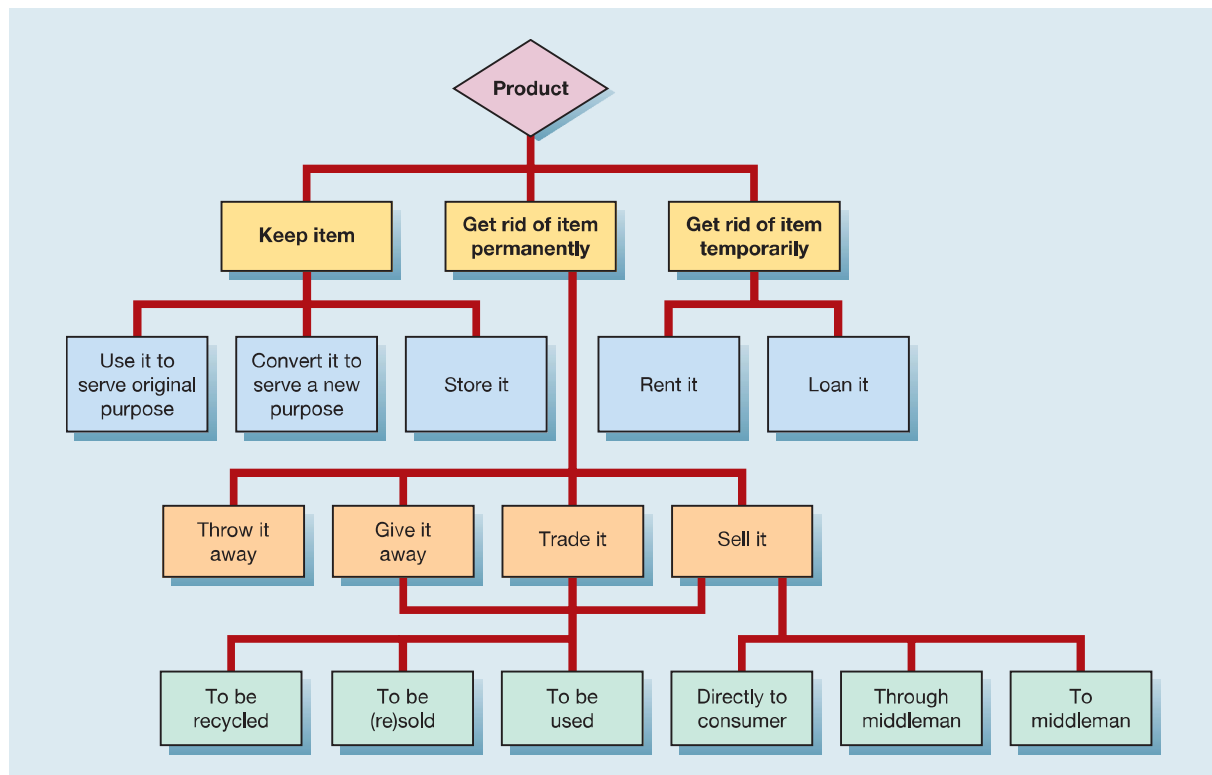 Product
Keep item
Get rid of item
permanently
Get rid of item
temporarily
Use it to
serve original
purpose
Convert it to
serve a new
purpose
Store it
Rent it
Loan it
Throw it
away
Give it
away
Trade it
Sell it
To be
recycled
To be
(re)sold
To be
used
Directly to
consumer
Through
middleman
To
middleman